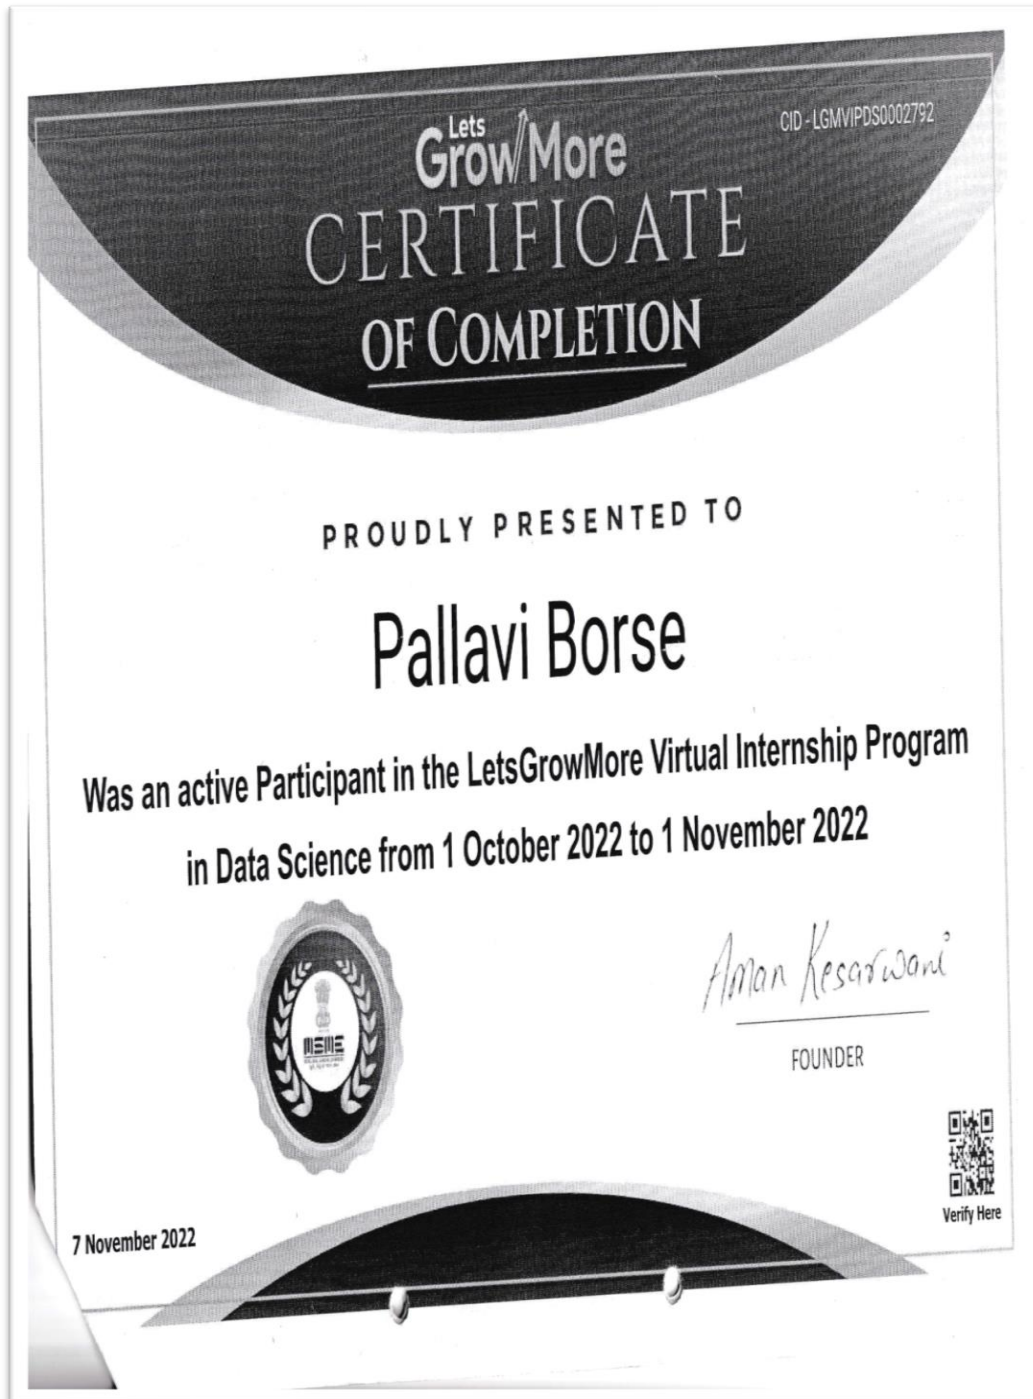 CID - LGMVIPDS0002792
Lets
GrowMore
CERTIFICATE
OF COMPLETION
PROUDLY PRESENTED TO
Pallavi Borse
Was an active Participant in the LetsGrowMore Virtual Internship Program
in Data Science from 1 October 2022 to 1 November 2022
MSME
Aman Kesarwani
FOUNDER
Verify Here
7 November 2022